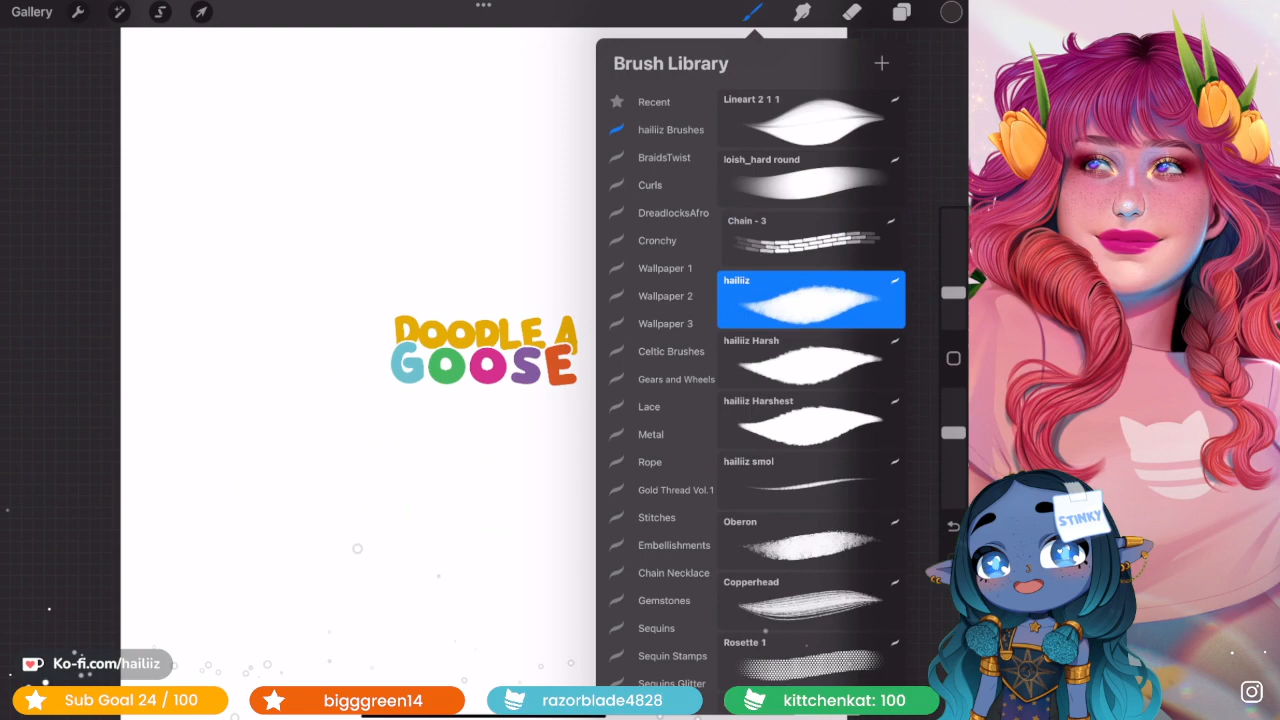 Gallery
Brush Library
Recent
hailiiz Brushes
BraidsTwist
Curls
DreadlocksAfro
Cronchy
Wallpaper 1
Wallpaper 2
Wallpaper 3
Celtic Brushes
Gears and Wheels
Lace
Metal
Rope
Gold Thread Vol.1
Stitches
Embellishments
Chain Necklace
Gemstones
Sequins
Sequin Stamps
Sequins Glitter
Lineart 2 1 1
loish_hard round
Chain - 3
hailiiz
hailiiz Harsh
hailiiz Harshest
hailiiz smol
Oberon
Copperhead
Rosette 1
DOODLE A
GOOSE
STINKY
Ko-fi.com/hailiiz
Sub Goal 24 / 100
bigggreen14
razorblade4828
kittchenkat: 100